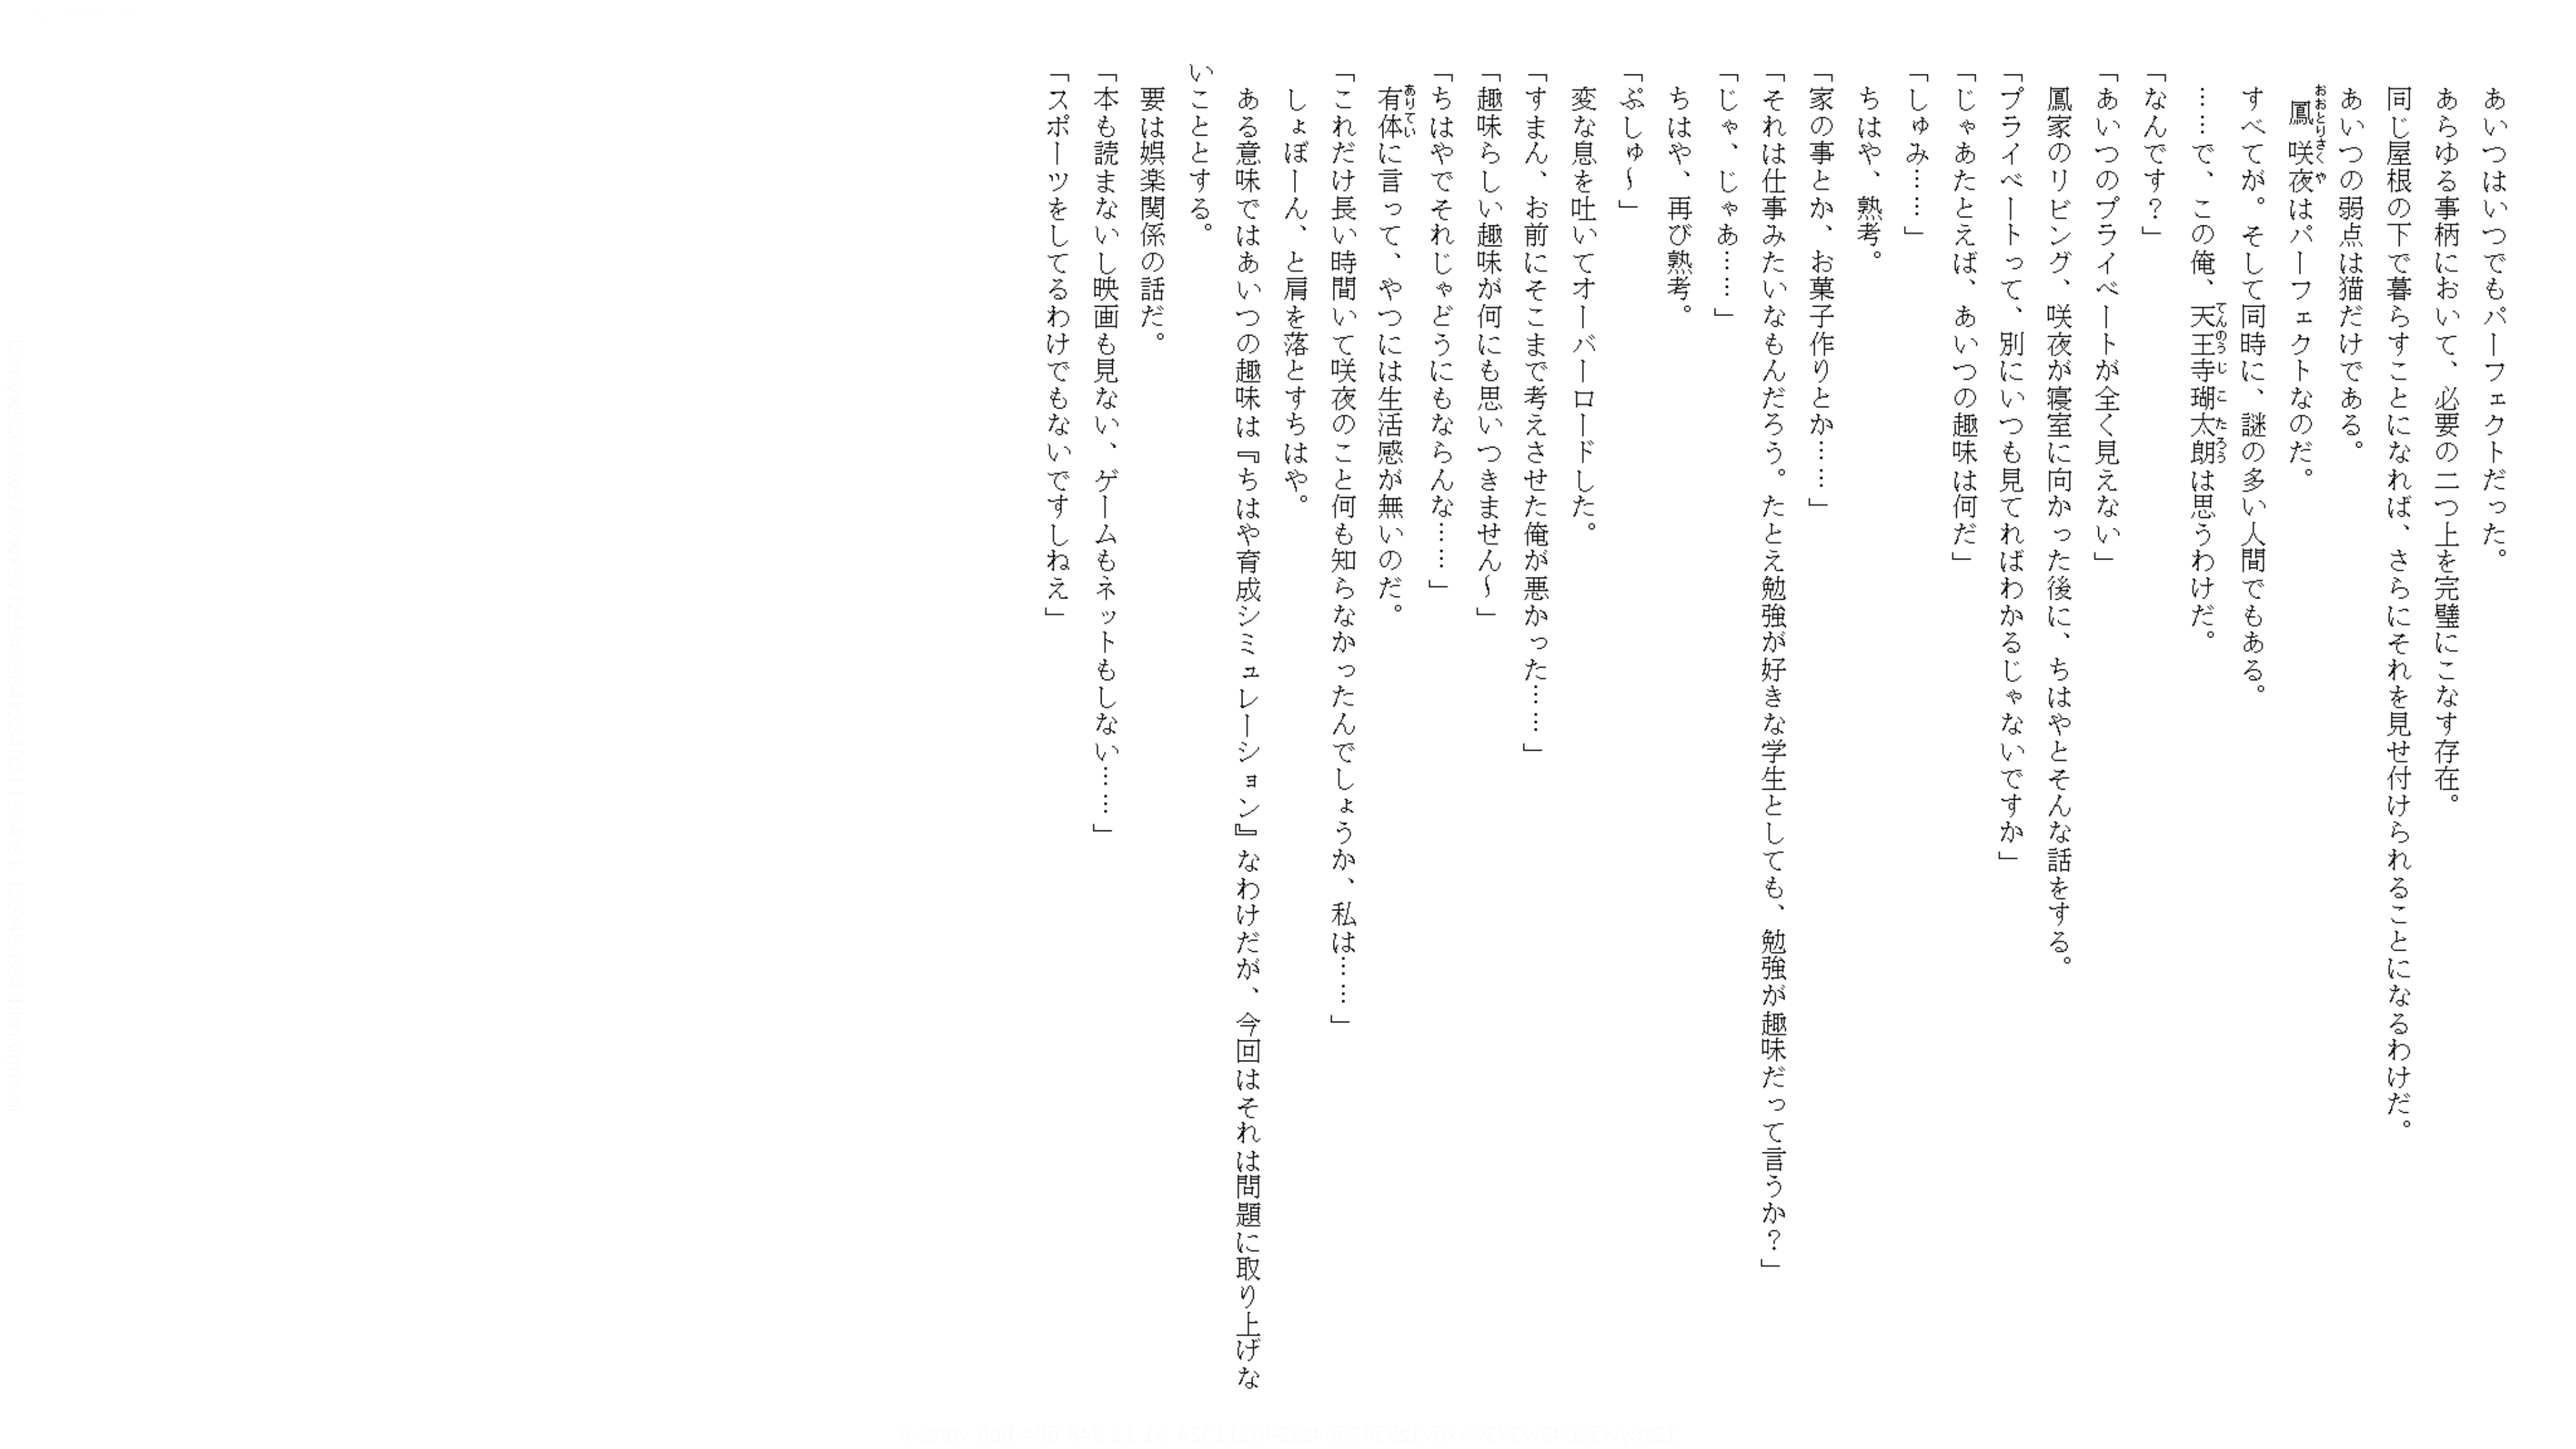 あいつはいつでもパーフェクトだった。
あらゆる事柄において、必要の二つ上を完璧にこなす存在。
同じ屋根の下で暮らすことになれば、さらにそれを見せ付けられることになるわけだ。
あいつの弱点は猫だけである。
鳳咲夜はパーフェクトなのだ。
すべてが。そして同時に、謎の多い人間でもある。
……で、この俺、天王寺瑚太朗は思うわけだ。
「なんです？」
「あいつのプライベートが全く見えない」
鳳家のリビング、咲夜が寝室に向かった後に、ちはやとそんな話をする。
「プライベートって、別にいつも見てればわかるじゃないですか」
「じゃあたとえば、あいつの趣味は何だ」
「しゅみ……」
ちはや、熟考。
「家の事とか、お菓子作りとか……」
「それは仕事みたいなもんだろう。たとえ勉強が好きな学生としても、勉強が趣味だって言うか？」
「じゃ、じゃあ……」
ちはや、再び熟考。
「ぷしゅ～」
変な息を吐いてオーバーロードした。
「すまん、お前にそこまで考えさせた俺が悪かった……」
「趣味らしい趣味が何にも思いつきません～」
「ちはやでそれじゃどうにもならんな……」
有体に言って、やつには生活感が無いのだ。
「これだけ長い時間いて咲夜のこと何も知らなかったんでしょうか、私は……」
しょぼーん、と肩を落とすちはや。
ある意味ではあいつの趣味は『ちはや育成シミュレーション』なわけだが、今回はそれは問題に取り上げな
いこととする。
要は娯楽関係の話だ。
「本も読まないし映画も見ない、ゲームもネットもしない……」
「スポーツをしてるわけでもないですしねえ」